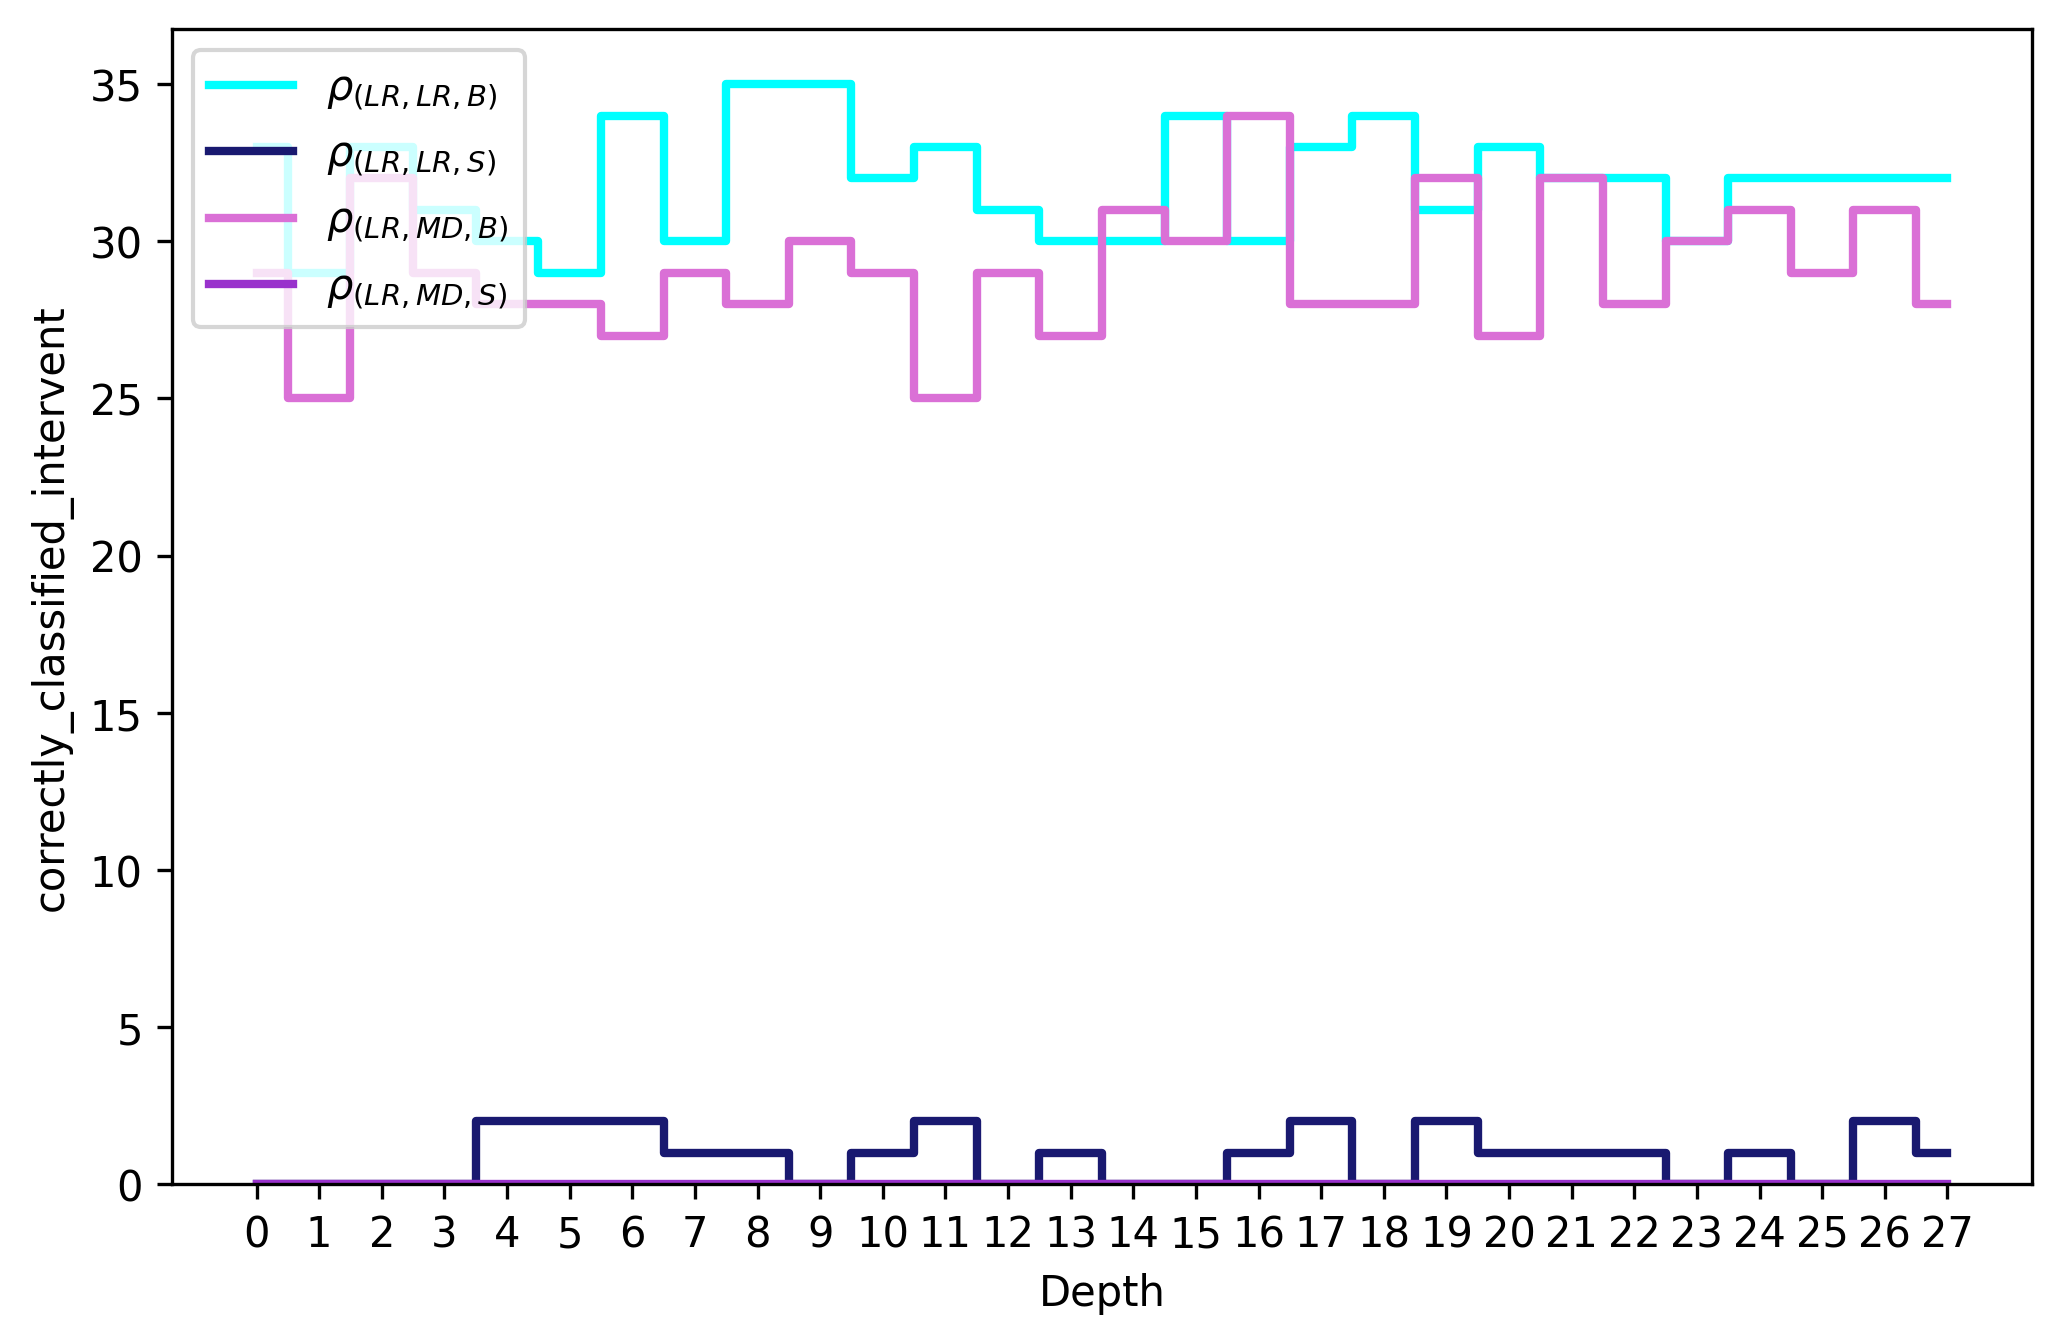 ρ(LR, LR, B)
ρ(LR, LR, S)
ρ(LR, MD, B)
ρ(LR, MD, S)
35
30
25
20
15
10
5
0
correctly_classified_intervent
0 1 2 3 4 5 6 7 8 9 10 11 12 13 14 15 16 17 18 19 20 21 22 23 24 25 26 27
Depth